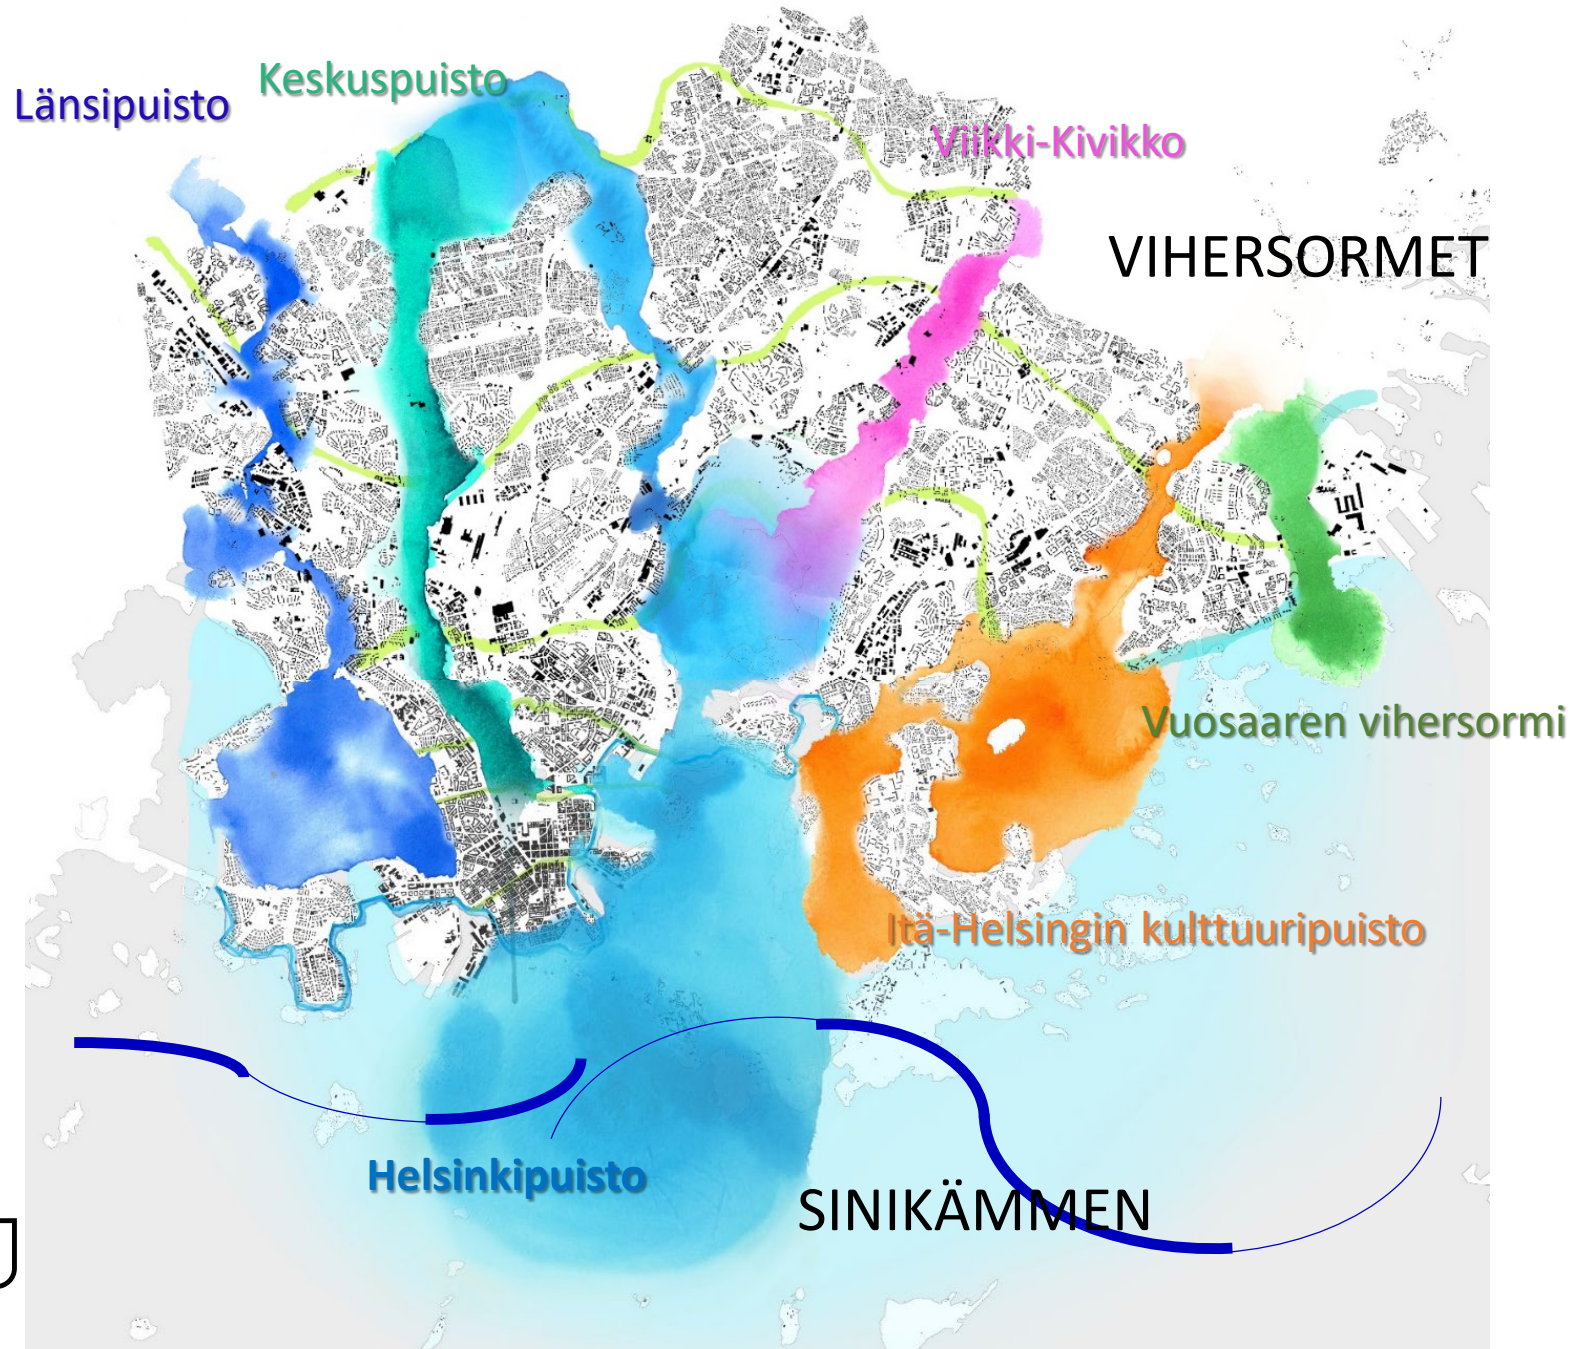 Keskuspuisto
Länsipuisto
Viikki-Kivikko
VIHERSORMET
Vuosaaren vihersormi
Itä-Helsingin kulttuuripuisto
Helsinkipuisto
SINIKÄMMEN